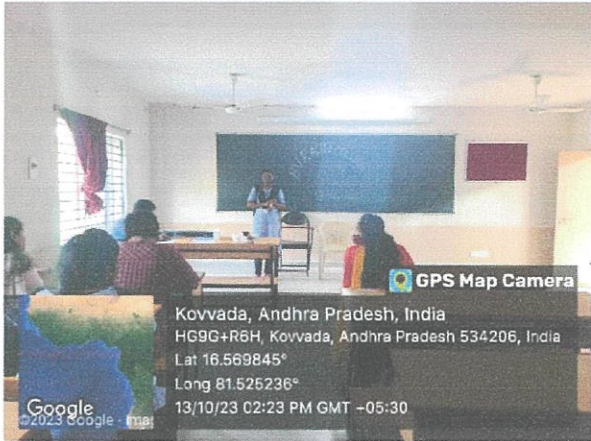 GPS Map Camera
Kovvada, Andhra Pradesh, India
HG9G+R6H, Kovvada, Andhra Pradesh 534206, India
Lat 16.569845°
Long 81.525236°
13/10/23 02:23 PM GMT +05:30
Google
©2023 Google - Imag